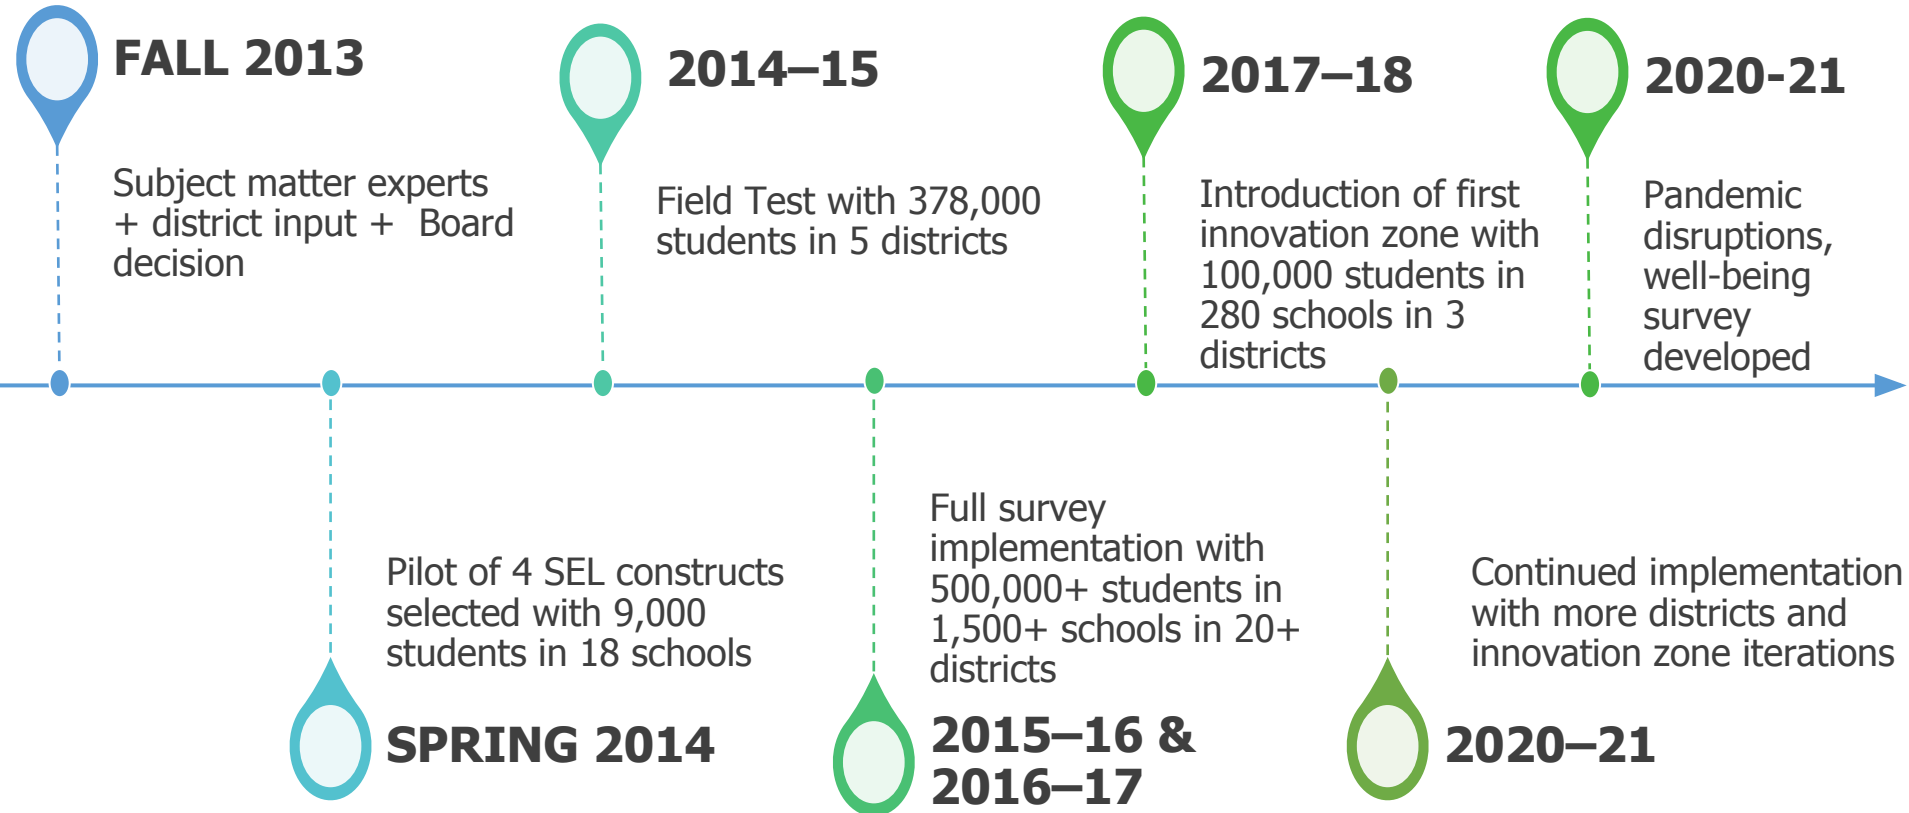 FALL 2013
Subject matter experts
+ district input +  Board
decision
SPRING 2014
Pilot of 4 SEL constructs
selected with 9,000
students in 18 schools
2014–15
Field Test with 378,000
students in 5 districts
2015–16 &
2016–17
Full survey
implementation with
500,000+ students in
1,500+ schools in 20+
districts
2017–18
Introduction of first
innovation zone with
100,000 students in
280 schools in 3
districts
2020–21
Continued implementation
with more districts and
innovation zone iterations
2020-21
Pandemic
disruptions,
well-being
survey
developed